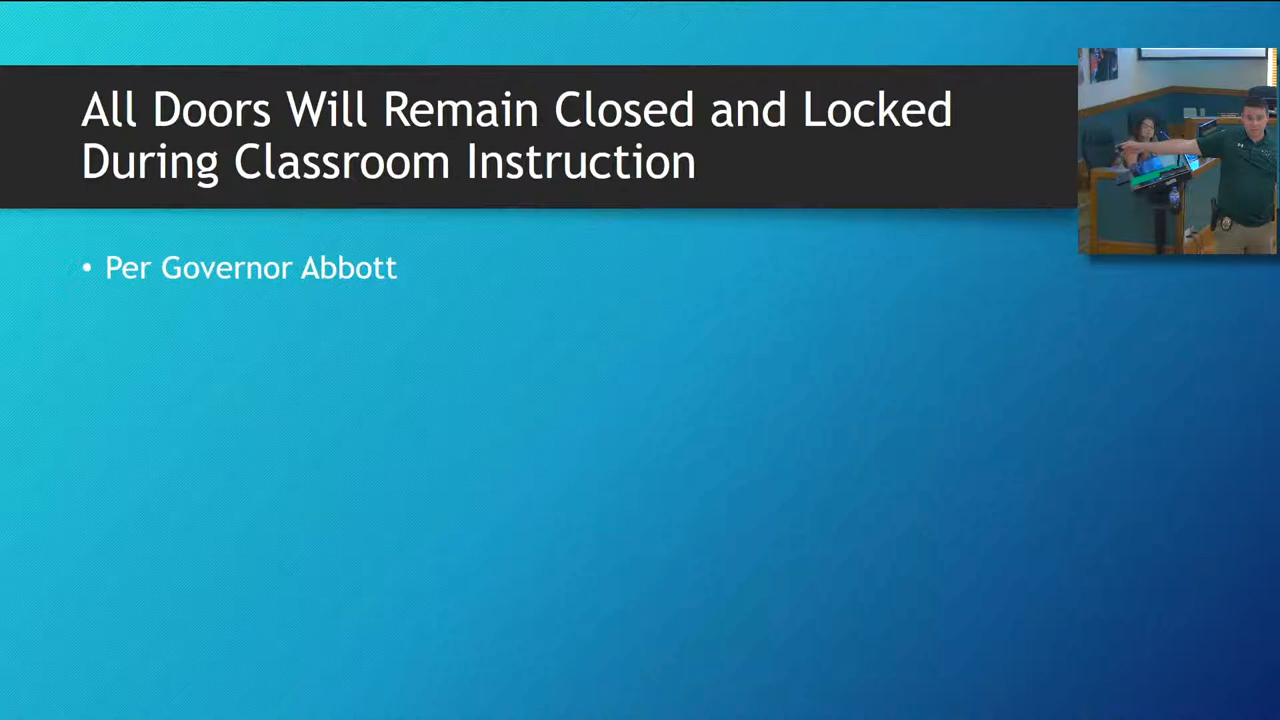 All Doors Will Remain Closed and Locked
During Classroom Instruction
• Per Governor Abbott